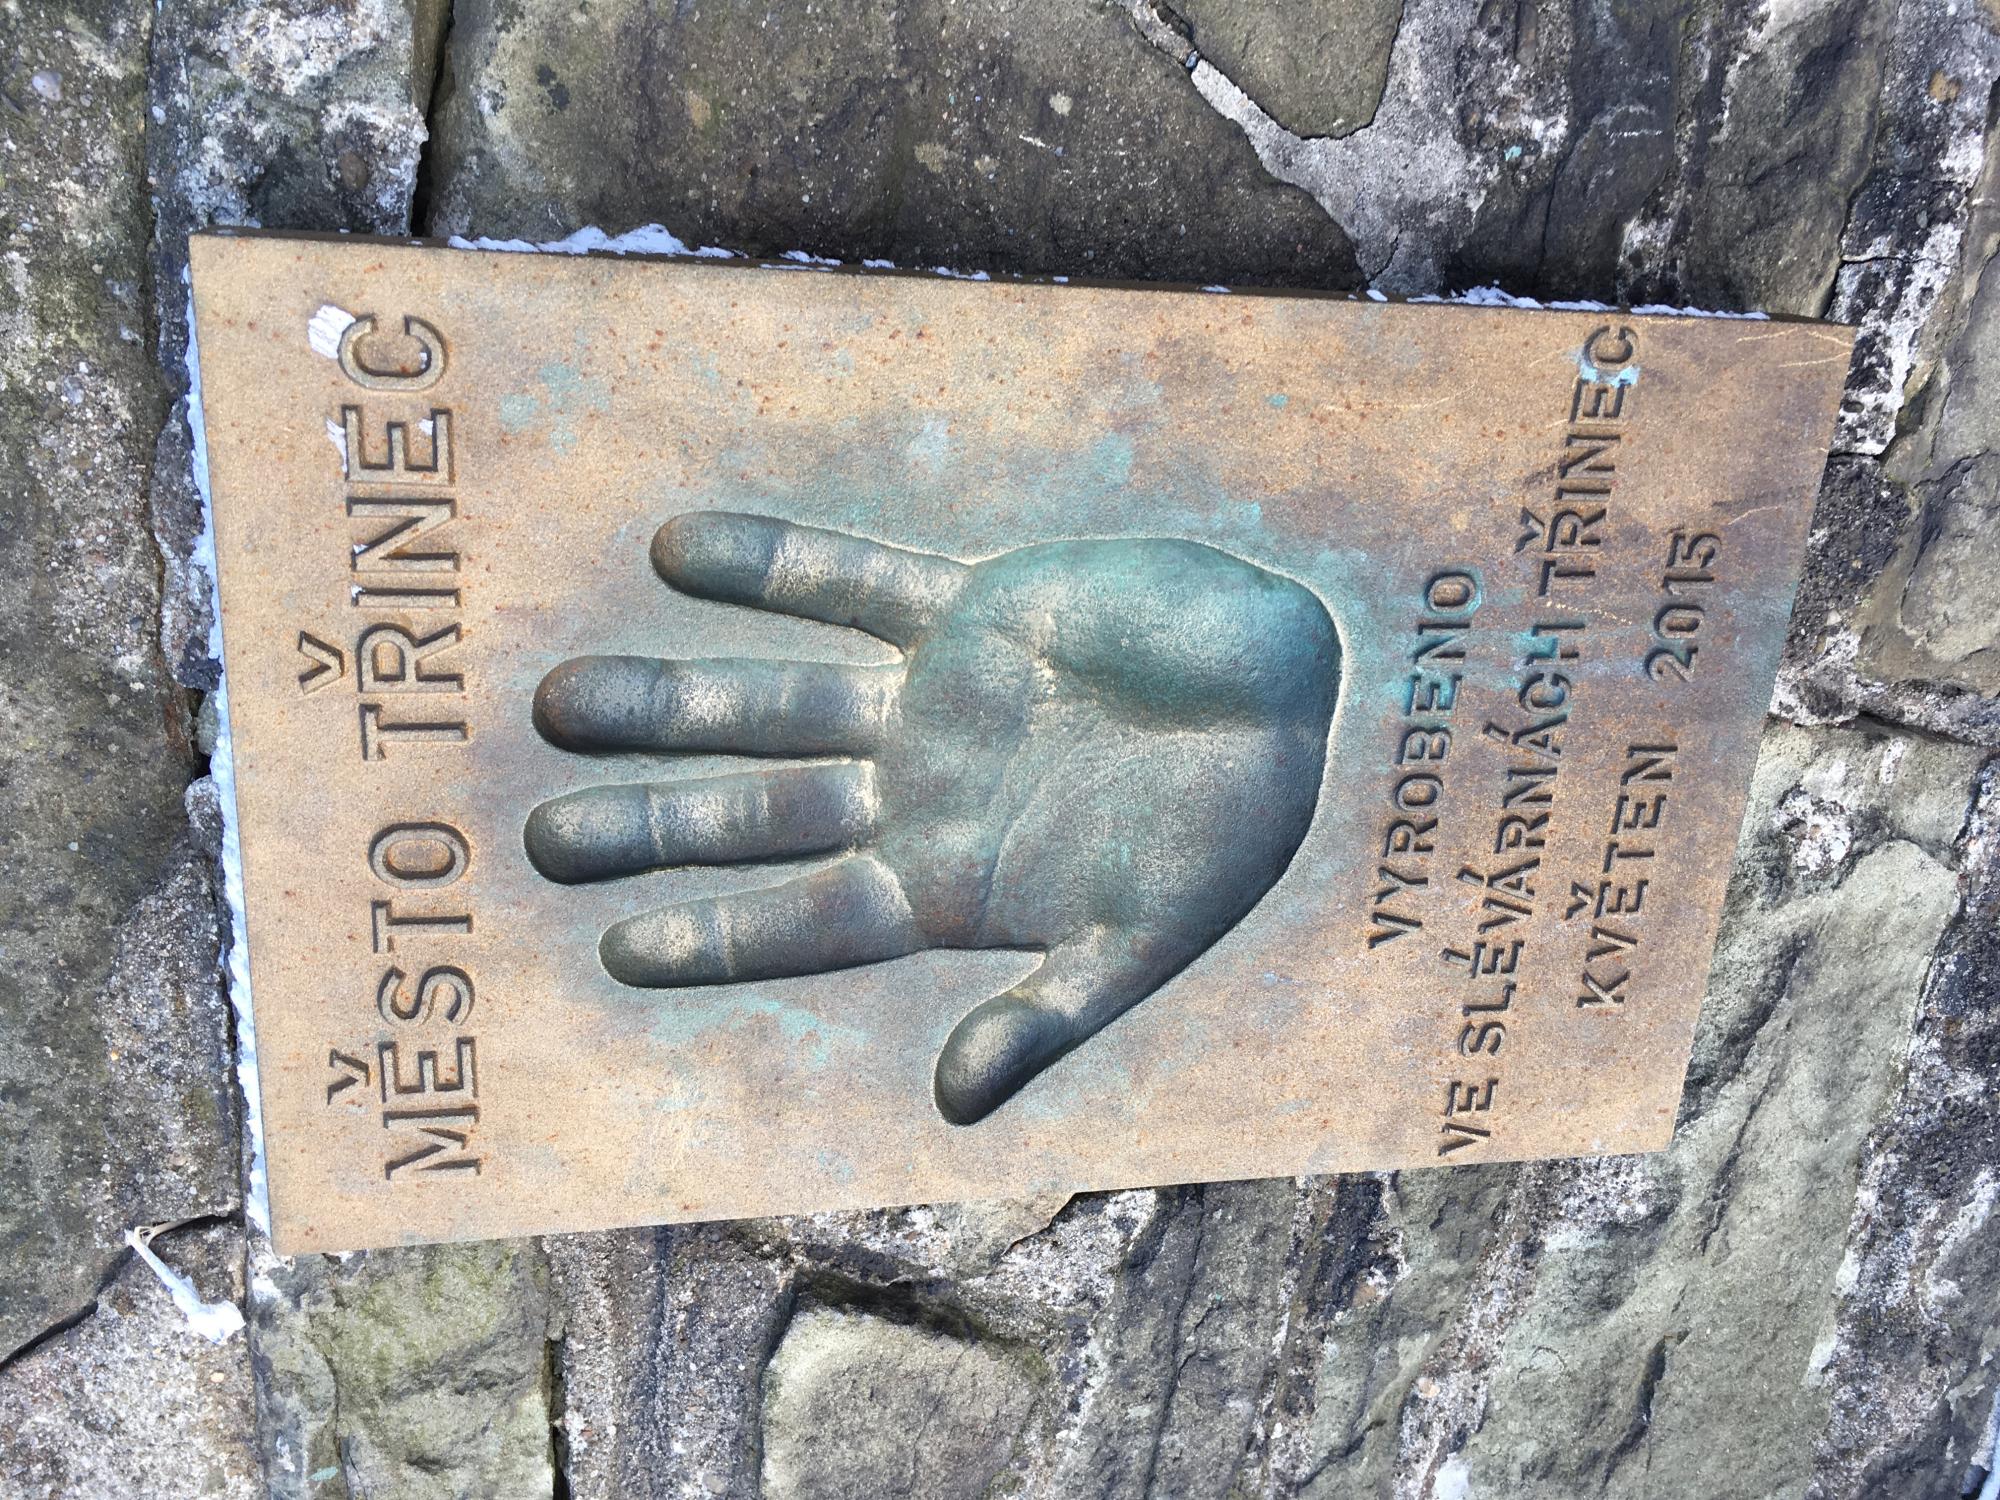 MĚSTO TŘINEC
VYROBENO
VE SLÉVÁRNÁCH TŘINEC
KVĚTEN 2015